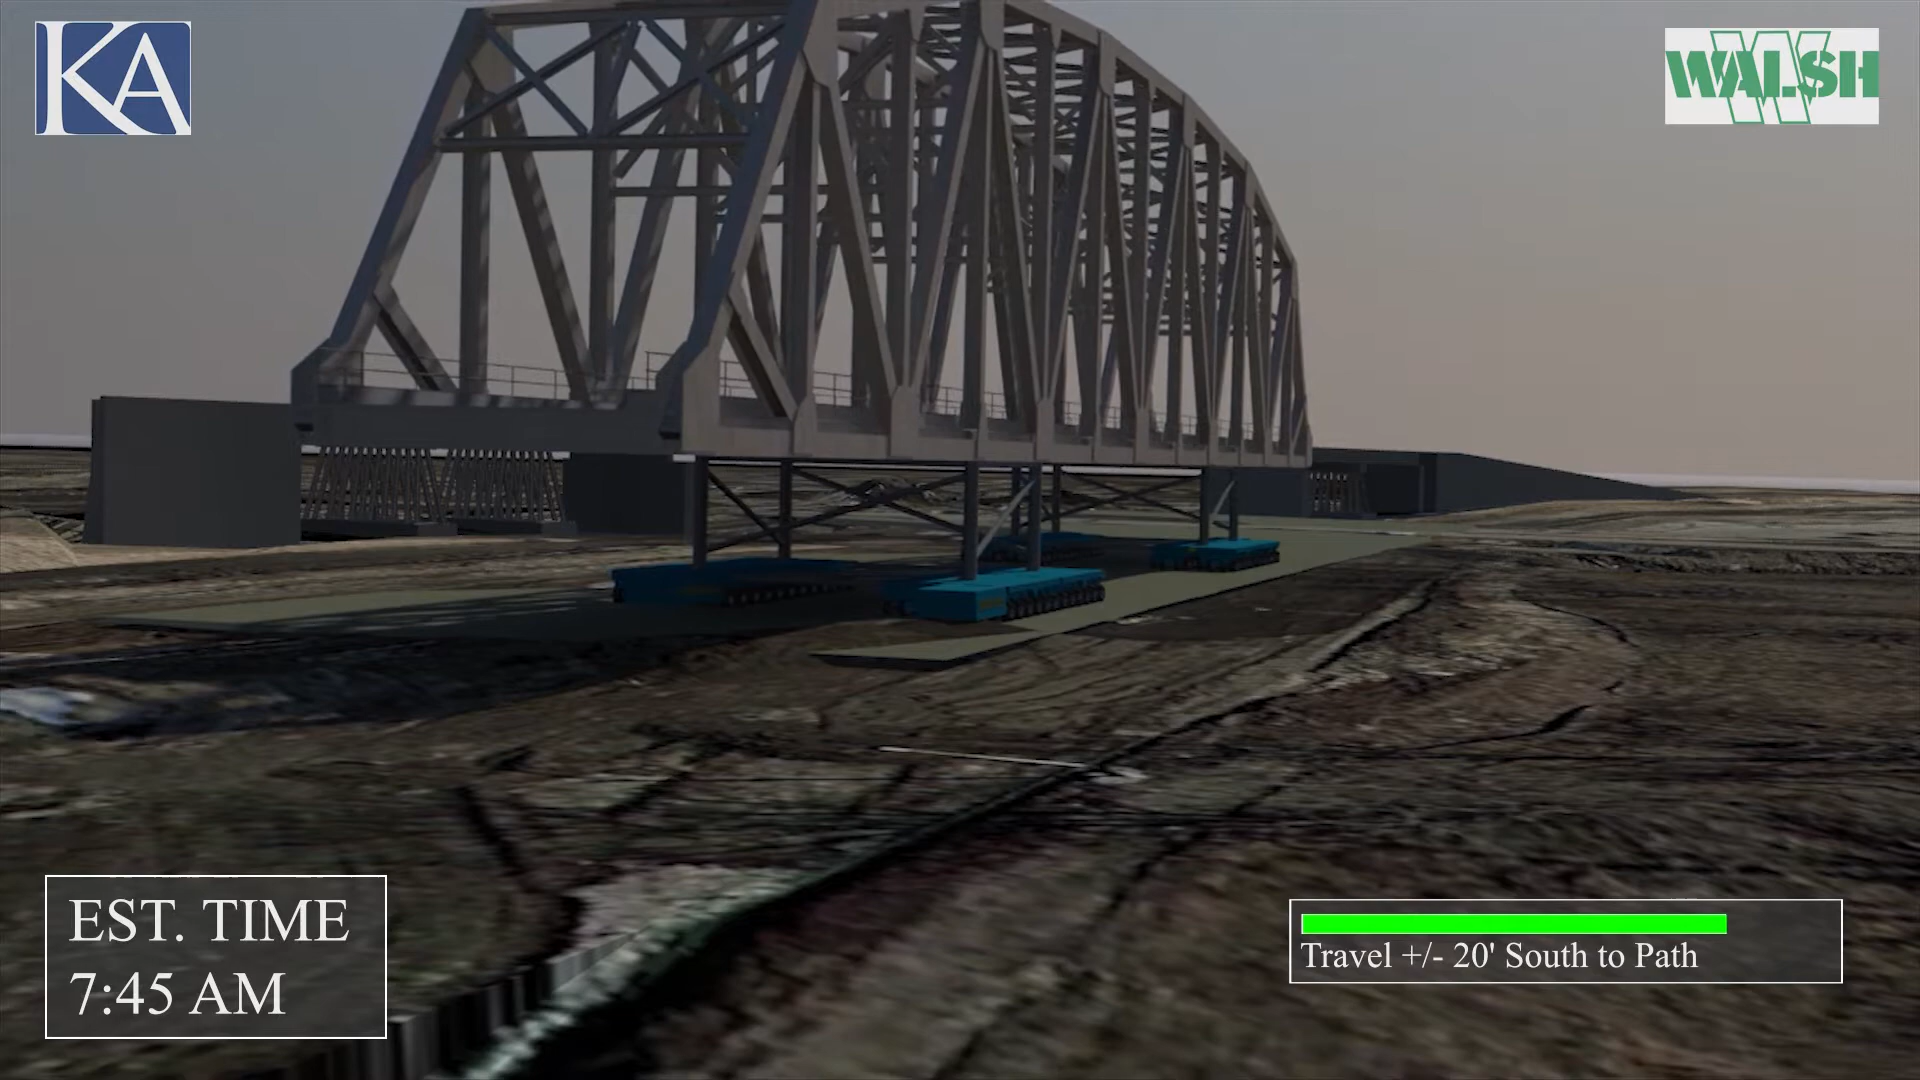 KA
WALSH
EST. TIME
7:45 AM
Travel +/- 20' South to Path